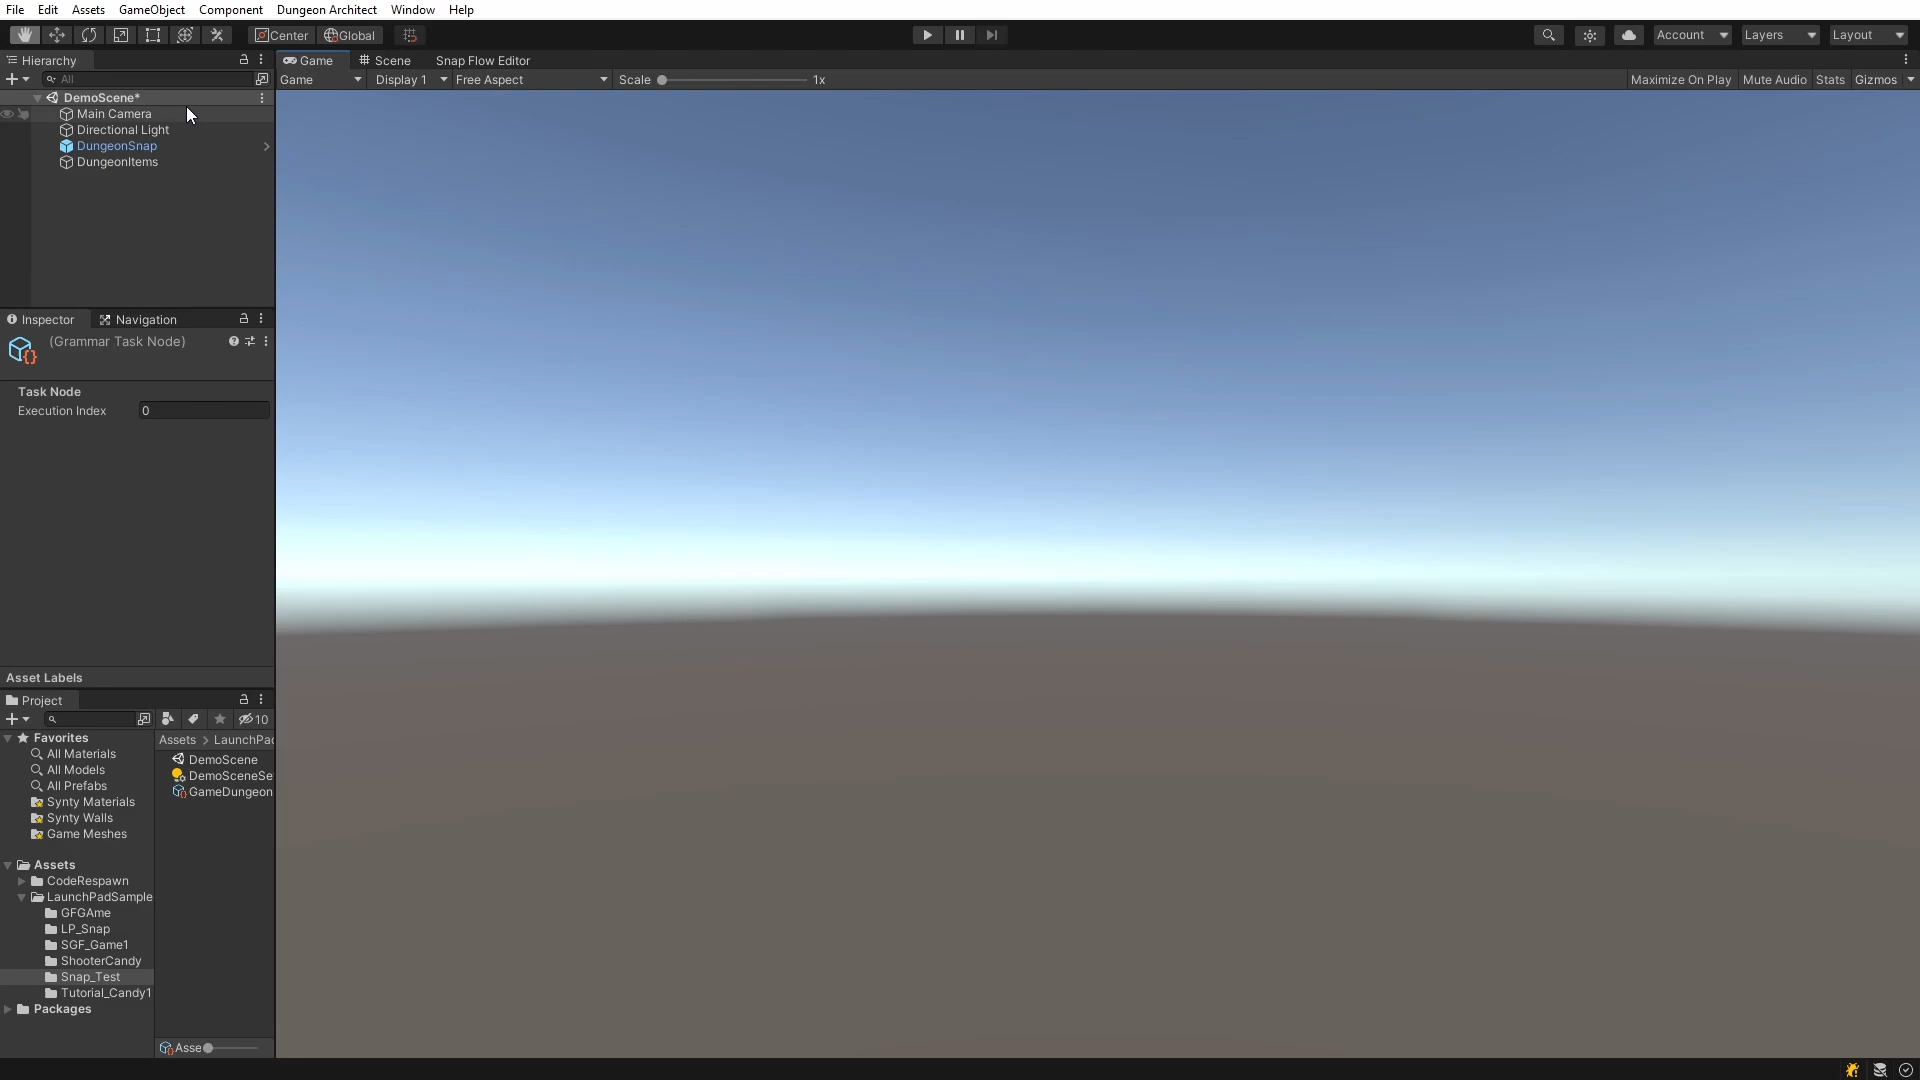 File Edit Assets GameObject Component Dungeon Architect Window Help
Center Global Account Layers Layout
Hierarchy Game Scene Snap Flow Editor
All Game Display 1 Free Aspect Scale 1x Maximize On Play Mute Audio Stats Gizmos
DemoScene*
Main Camera
Directional Light
DungeonSnap
DungeonItems
Inspector Navigation
(Grammar Task Node)
Task Node
Execution Index 0
Asset Labels
Project
10
Favorites Assets > LaunchPad
All Materials DemoScene
All Models DemoSceneSe
All Prefabs GameDungeon
Synty Materials
Synty Walls
Game Meshes
Assets
CodeRespawn
LaunchPadSample
GFGAme
LP_Snap
SGF_Game1
ShooterCandy
Snap_Test
Tutorial_Candy1
Packages
Asse